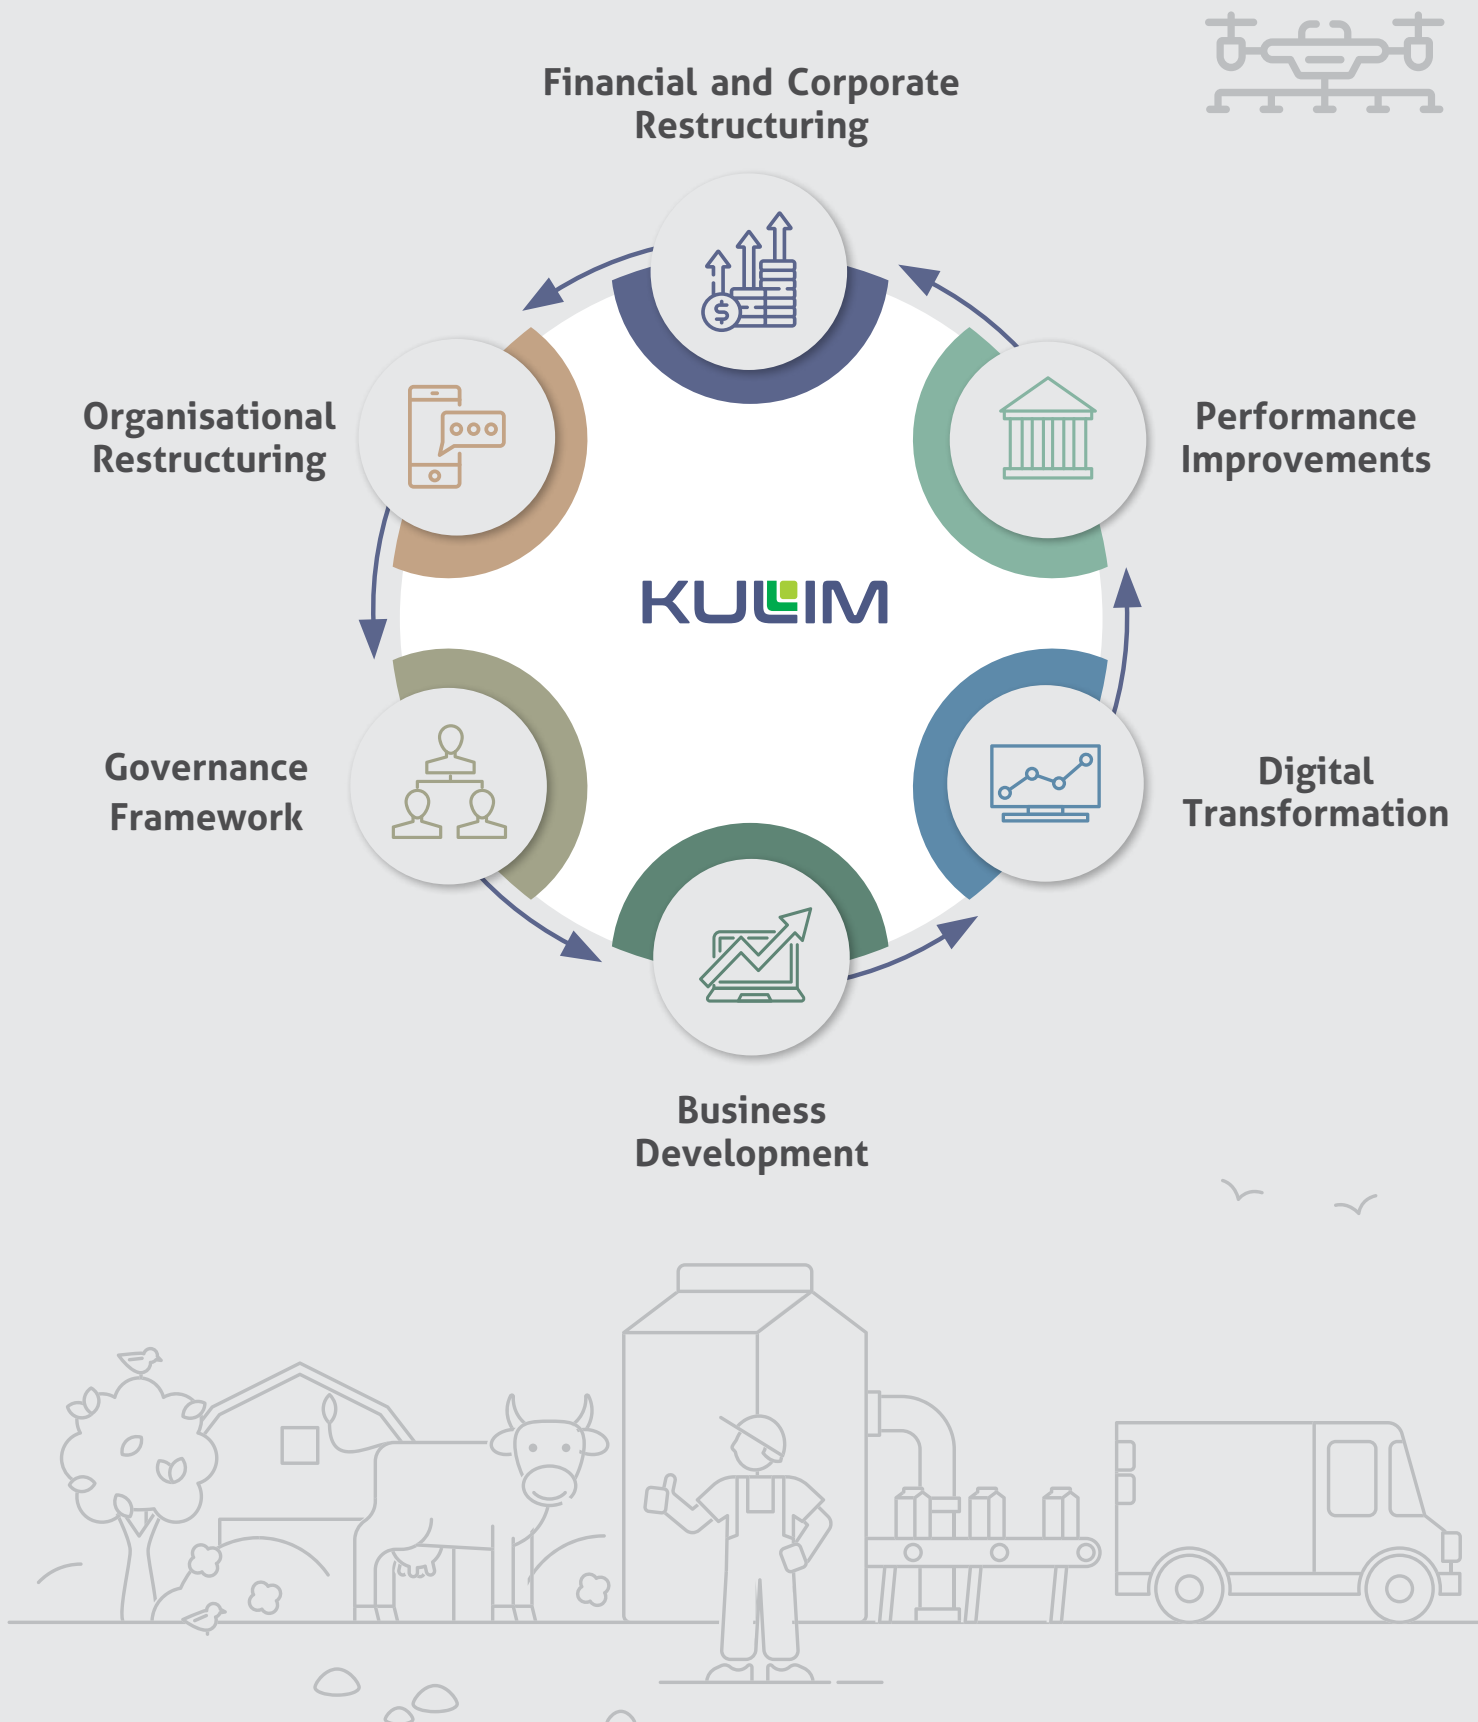 Financial and Corporate
Restructuring
Organisational
Restructuring
Performance
Improvements
KULIM
Governance
Framework
Digital
Transformation
Business
Development